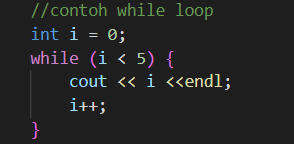 //contoh while loop
int i = 0;
while (i < 5) {
    cout << i <<endl;
    i++;
}